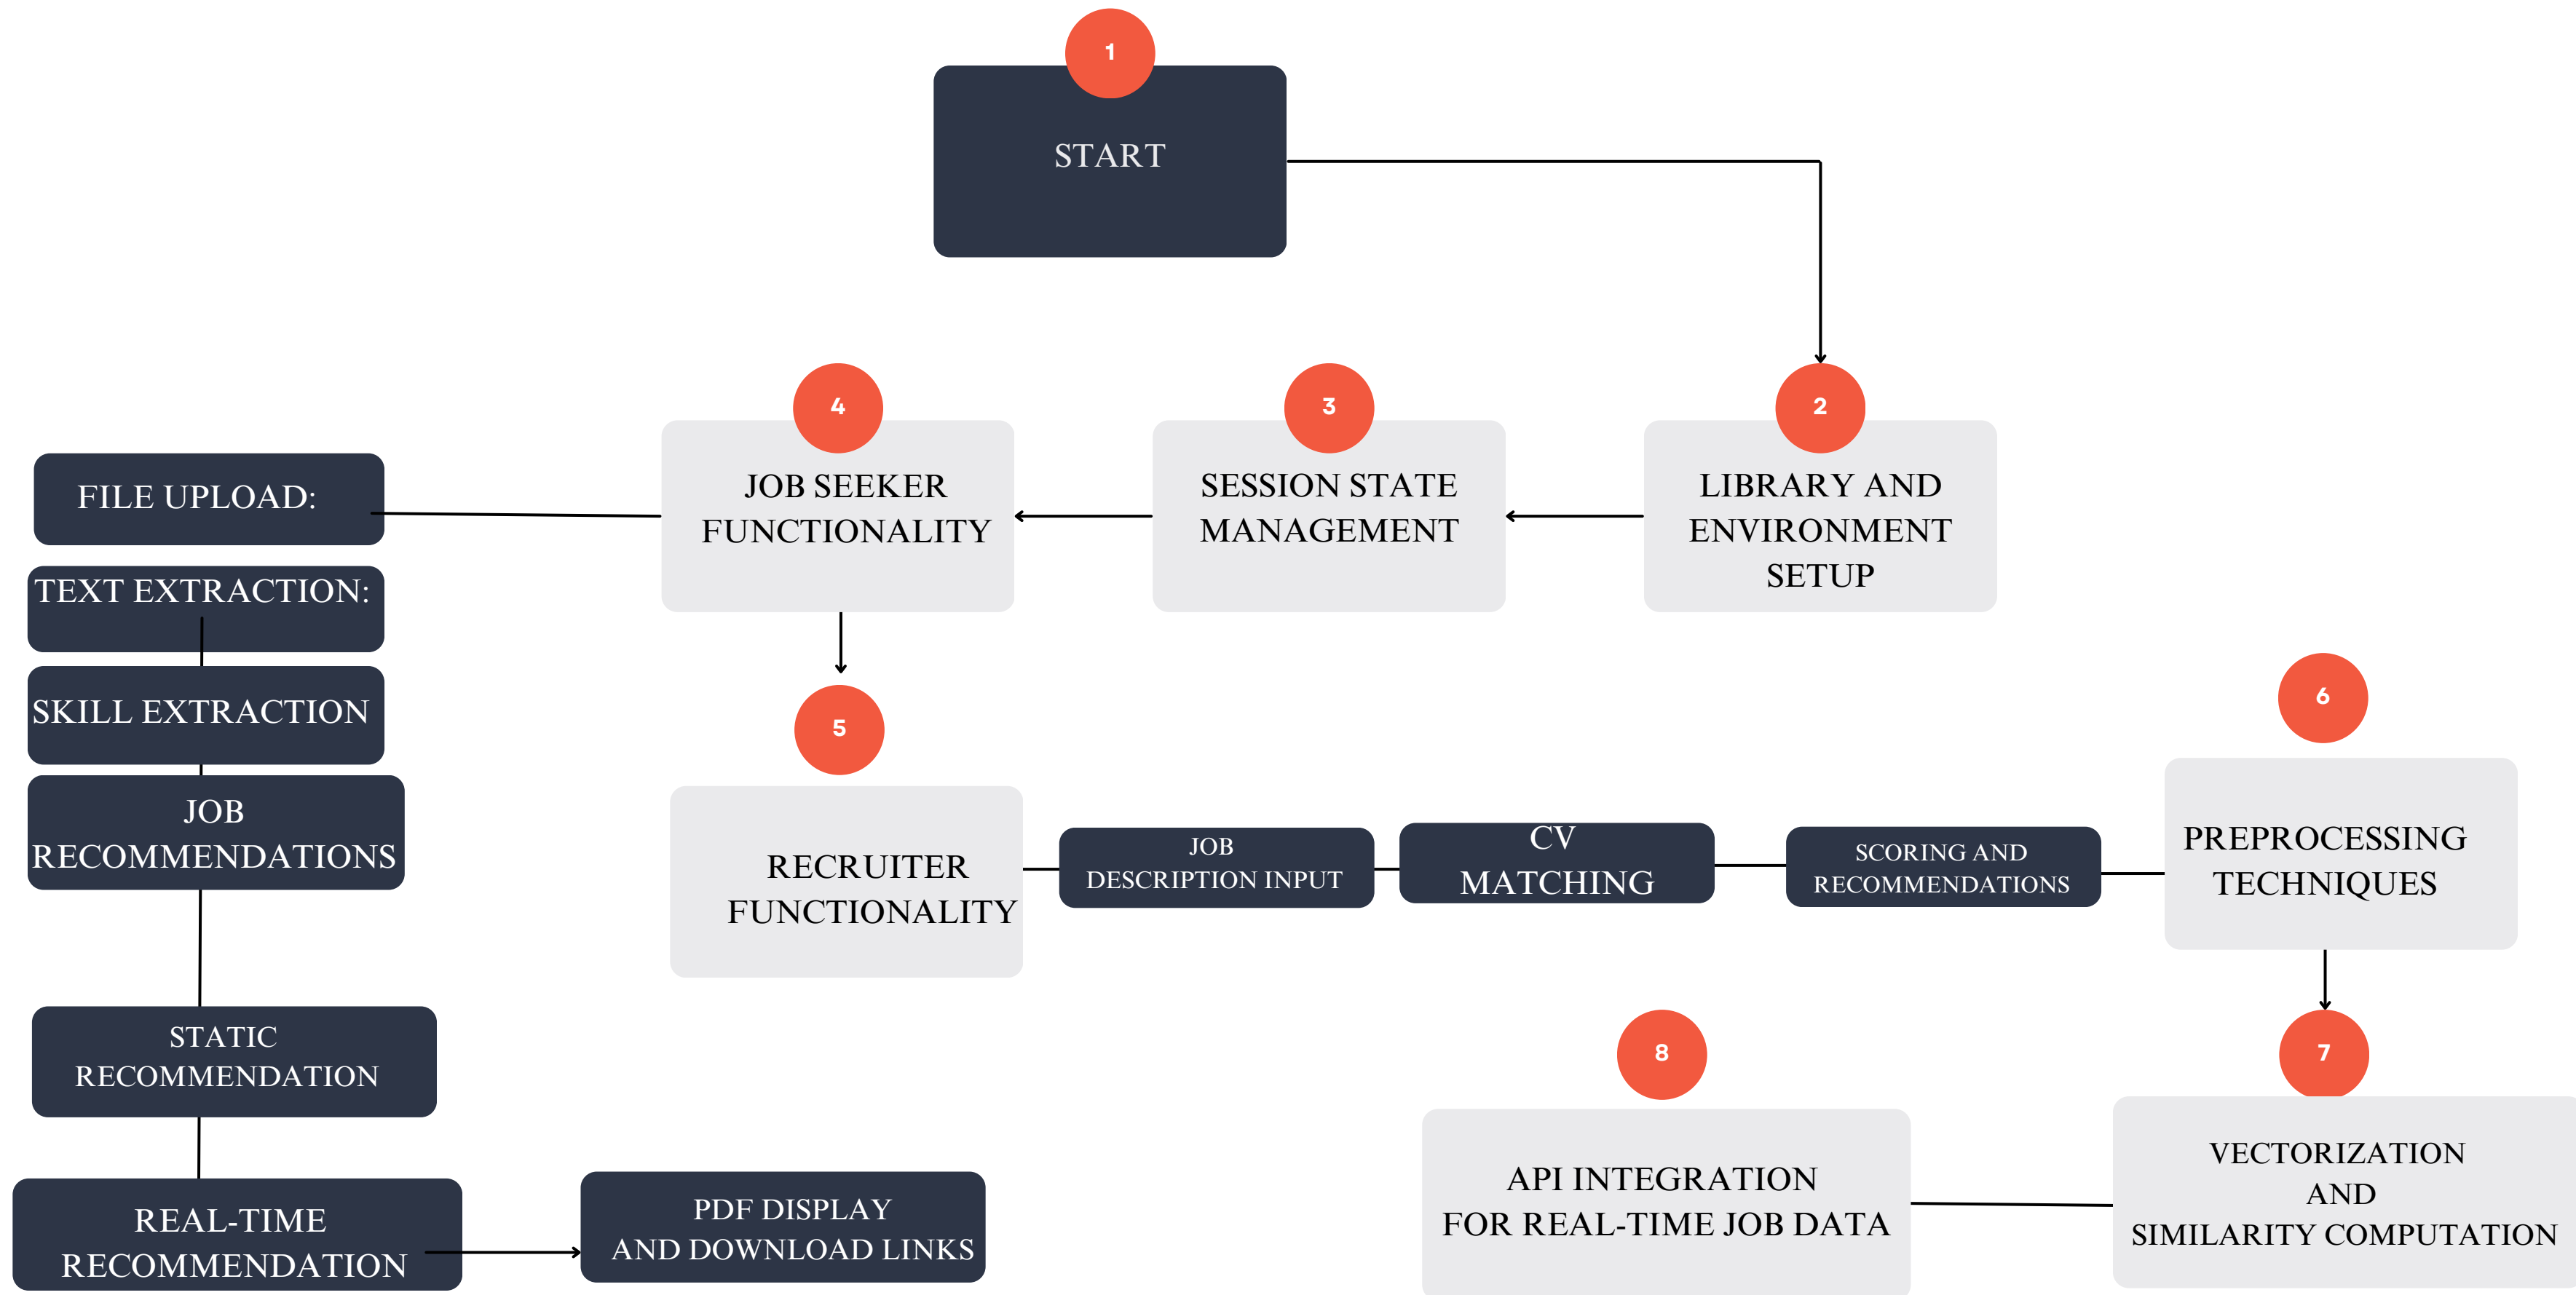 1
START
4
3
2
FILE UPLOAD:
JOB SEEKER
FUNCTIONALITY
SESSION STATE
MANAGEMENT
LIBRARY AND
ENVIRONMENT
SETUP
TEXT EXTRACTION:
SKILL EXTRACTION
JOB
RECOMMENDATIONS
STATIC
RECOMMENDATION
REAL-TIME
RECOMMENDATION
PDF DISPLAY
AND DOWNLOAD LINKS
5
RECRUITER
FUNCTIONALITY
JOB
DESCRIPTION INPUT
CV
MATCHING
SCORING AND
RECOMMENDATIONS
6
PREPROCESSING
TECHNIQUES
7
VECTORIZATION
AND
SIMILARITY COMPUTATION
8
API INTEGRATION
FOR REAL-TIME JOB DATA